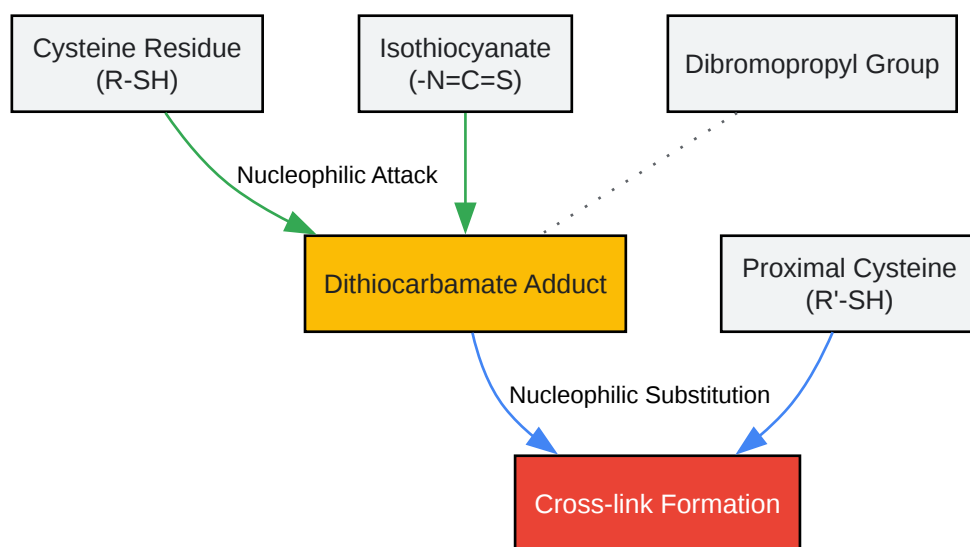 Cysteine Residue
(R-SH)
Isothiocyanate
(-N=C=S)
Dibromopropyl Group
Nucleophilic Attack
Dithiocarbamate Adduct
Proximal Cysteine
(R'-SH)
Nucleophilic Substitution
Cross-link Formation